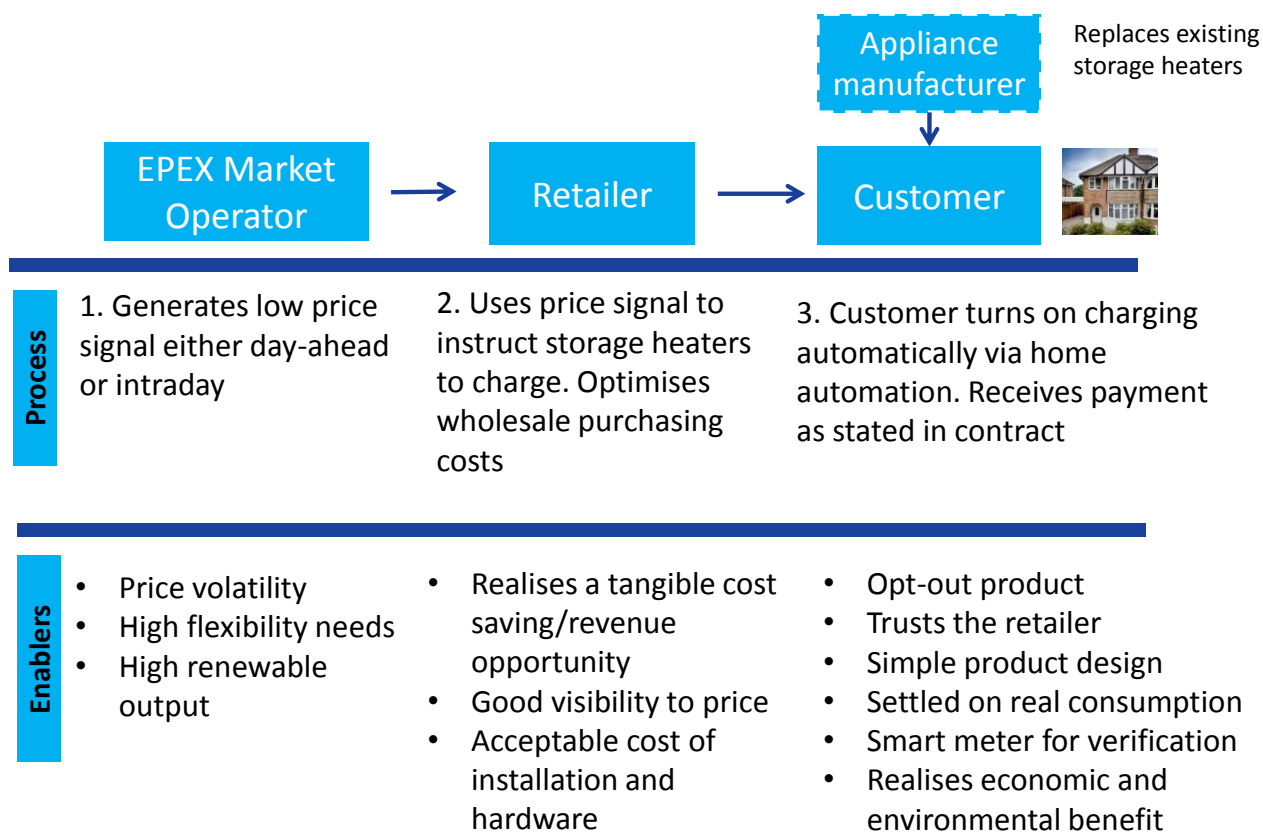 Appliance
manufacturer
Replaces existing
storage heaters
EPEX Market
Operator
Retailer
Customer
Process
1. Generates low price
signal either day-ahead
or intraday
2. Uses price signal to
instruct storage heaters
to charge. Optimises
wholesale purchasing
costs
3. Customer turns on charging
automatically via home
automation. Receives payment
as stated in contract
Enablers
• Price volatility
• High flexibility needs
• High renewable
output
• Realises a tangible cost
saving/revenue
opportunity
• Good visibility to price
• Acceptable cost of
installation and
hardware
• Opt-out product
• Trusts the retailer
• Simple product design
• Settled on real consumption
• Smart meter for verification
• Realises economic and
environmental benefit